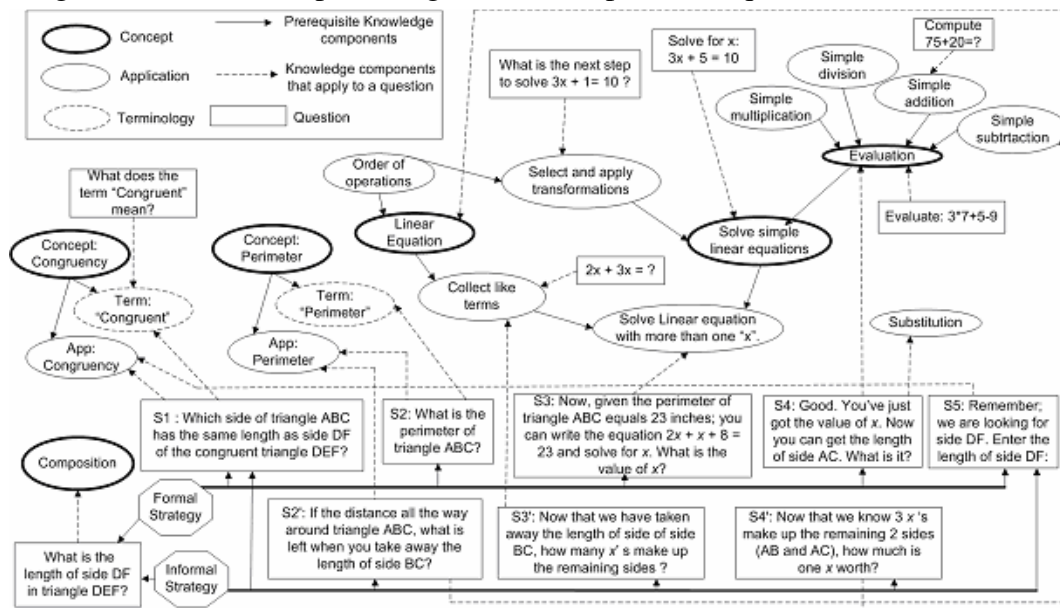 Concept
Prerequisite Knowledge
components
Application
Knowledge components
that apply to a question
Terminology
Question
What is the next step
to solve 3x + 1= 10 ?
Solve for x:
3x + 5 = 10
Compute
75+20=?
Simple
division
Simple
addition
Simple
multiplication
Simple
subtrtaction
Evaluation
Evaluate: 3*7+5-9
What does the
term “Congruent”
mean?
Order of
operations
Select and apply
transformations
Linear
Equation
Solve simple
linear equations
Concept:
Congruency
Concept:
Perimeter
2x + 3x = ?
Term:
“Congruent”
Term:
“Perimeter”
Collect like
terms
Solve Linear equation
with more than one “x”.
Substitution
App:
Congruency
App:
Perimeter
S1 : Which side of triangle ABC
has the same length as side DF
of the congruent triangle DEF?
S2: What is the
perimeter of
triangle ABC?
S3: Now, given the perimeter of
triangle ABC equals 23 inches; you
can write the equation 2x + x + 8 =
23 and solve for x. What is the
value of x?
S4: Good. You’ve just
got the value of x. Now
you can get the length
of side AC. What is it?
S5: Remember;
we are looking for
side DF. Enter the
length of side DF:
Composition
Formal
Strategy
What is the
length of side DF
in triangle DEF?
Informal
Strategy
S2': If the distance all the way
around triangle ABC, what is
left when you take away the
length of side BC?
S3': Now that we have taken
away the length of side of side
BC, how many x' s make up
the remaining sides ?
S4': Now that we know 3 x 's
make up the remaining 2 sides
(AB and AC), how much is
one x worth?